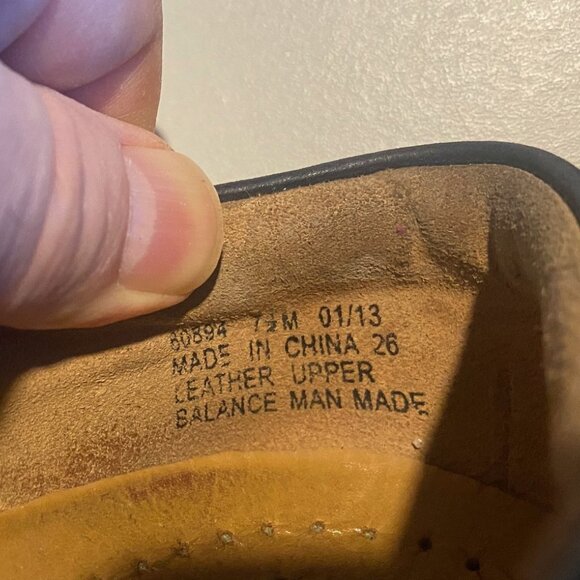 60894 7½M 01/13
MADE IN CHINA 26
LEATHER UPPER
BALANCE MAN MADE